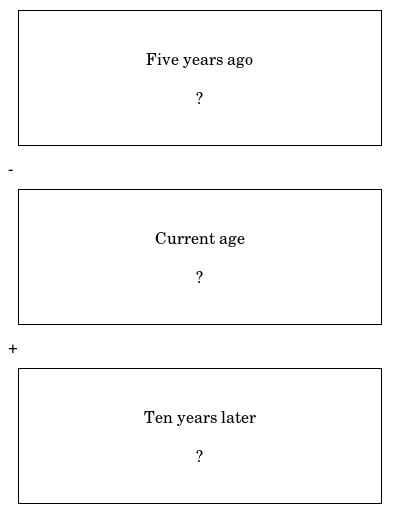 Five years ago
?
-
Current age
?
+
Ten years later
?